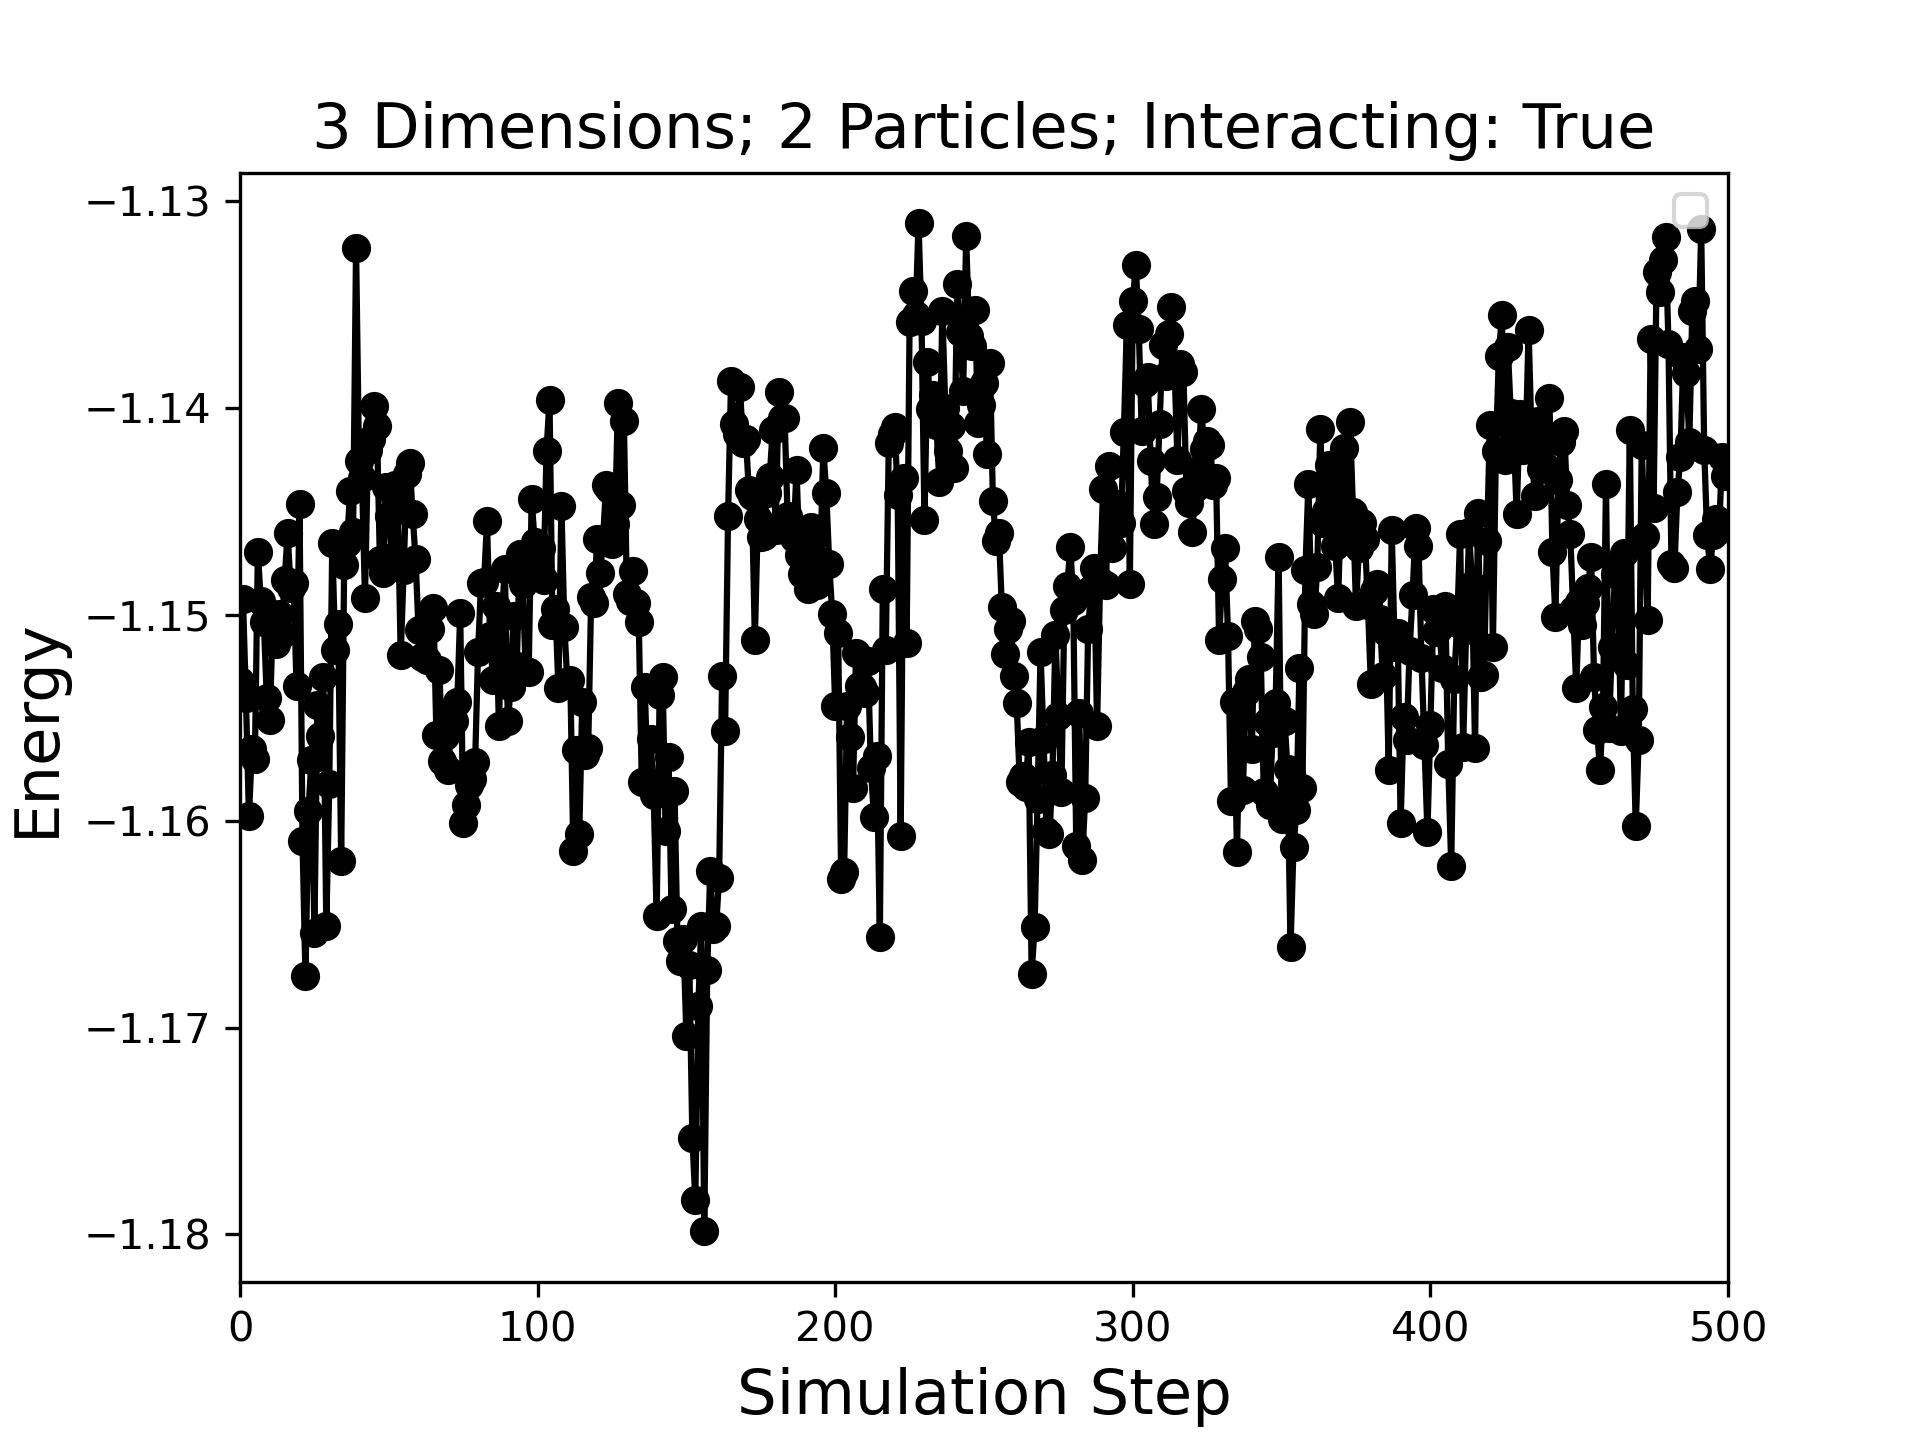 3 Dimensions; 2 Particles; Interacting: True
Energy
−1.13
−1.14
−1.15
−1.16
−1.17
−1.18
0 100 200 300 400 500
Simulation Step